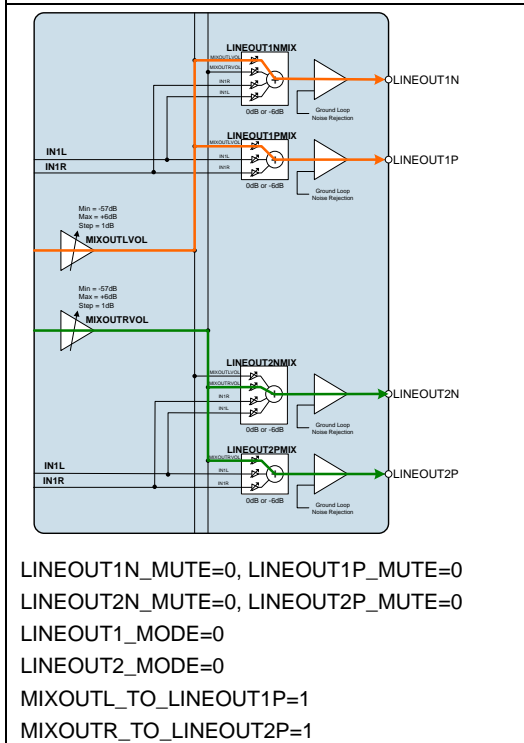 LINEOUT1NMIX
MIXOUTLVOL
MIXOUTRVOL
IN1R
IN1L
LINEOUT1N
0dB or -6dB
Ground Loop
Noise Rejection
LINEOUT1PMIX
MIXOUTLVOL
IN1L
IN1R
LINEOUT1P
0dB or -6dB
Ground Loop
Noise Rejection
IN1L
IN1R
Min = -57dB
Max = +6dB
Step = 1dB
MIXOUTLVOL
Min = -57dB
Max = +6dB
Step = 1dB
MIXOUTRVOL
LINEOUT2NMIX
MIXOUTLVOL
MIXOUTRVOL
IN1R
IN1L
LINEOUT2N
0dB or -6dB
Ground Loop
Noise Rejection
LINEOUT2PMIX
MIXOUTRVOL
IN1L
IN1R
LINEOUT2P
0dB or -6dB
Ground Loop
Noise Rejection
IN1L
IN1R
LINEOUT1N_MUTE=0, LINEOUT1P_MUTE=0
LINEOUT2N_MUTE=0, LINEOUT2P_MUTE=0
LINEOUT1_MODE=0
LINEOUT2_MODE=0
MIXOUTL_TO_LINEOUT1P=1
MIXOUTR_TO_LINEOUT2P=1